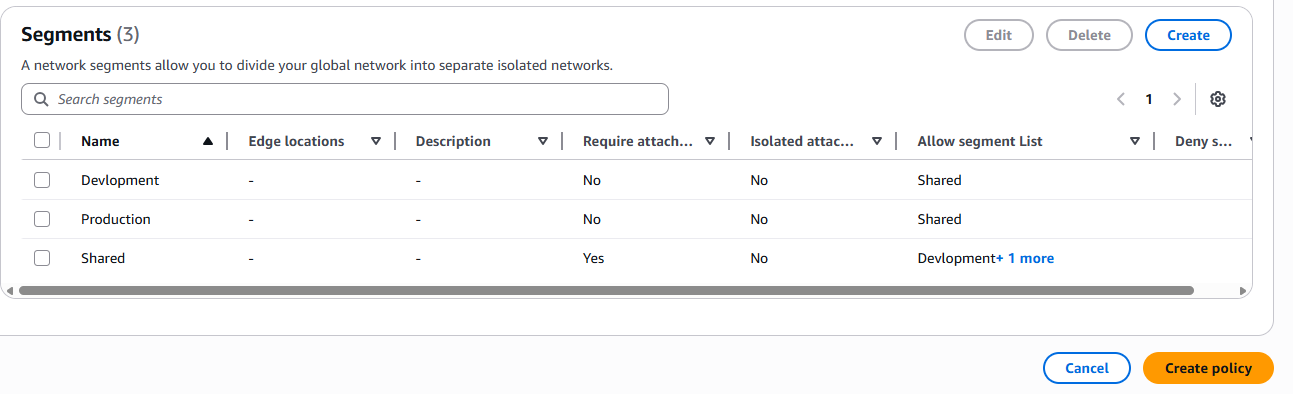 Segments (3)
Edit
Delete
Create
A network segments allow you to divide your global network into separate isolated networks.
Search segments
1
Name Edge locations Description Require attach... Isolated attac... Allow segment List Deny s...
Devlopment - - No No Shared
Production - - No No Shared
Shared - - Yes No Devlopment+ 1 more
Cancel
Create policy